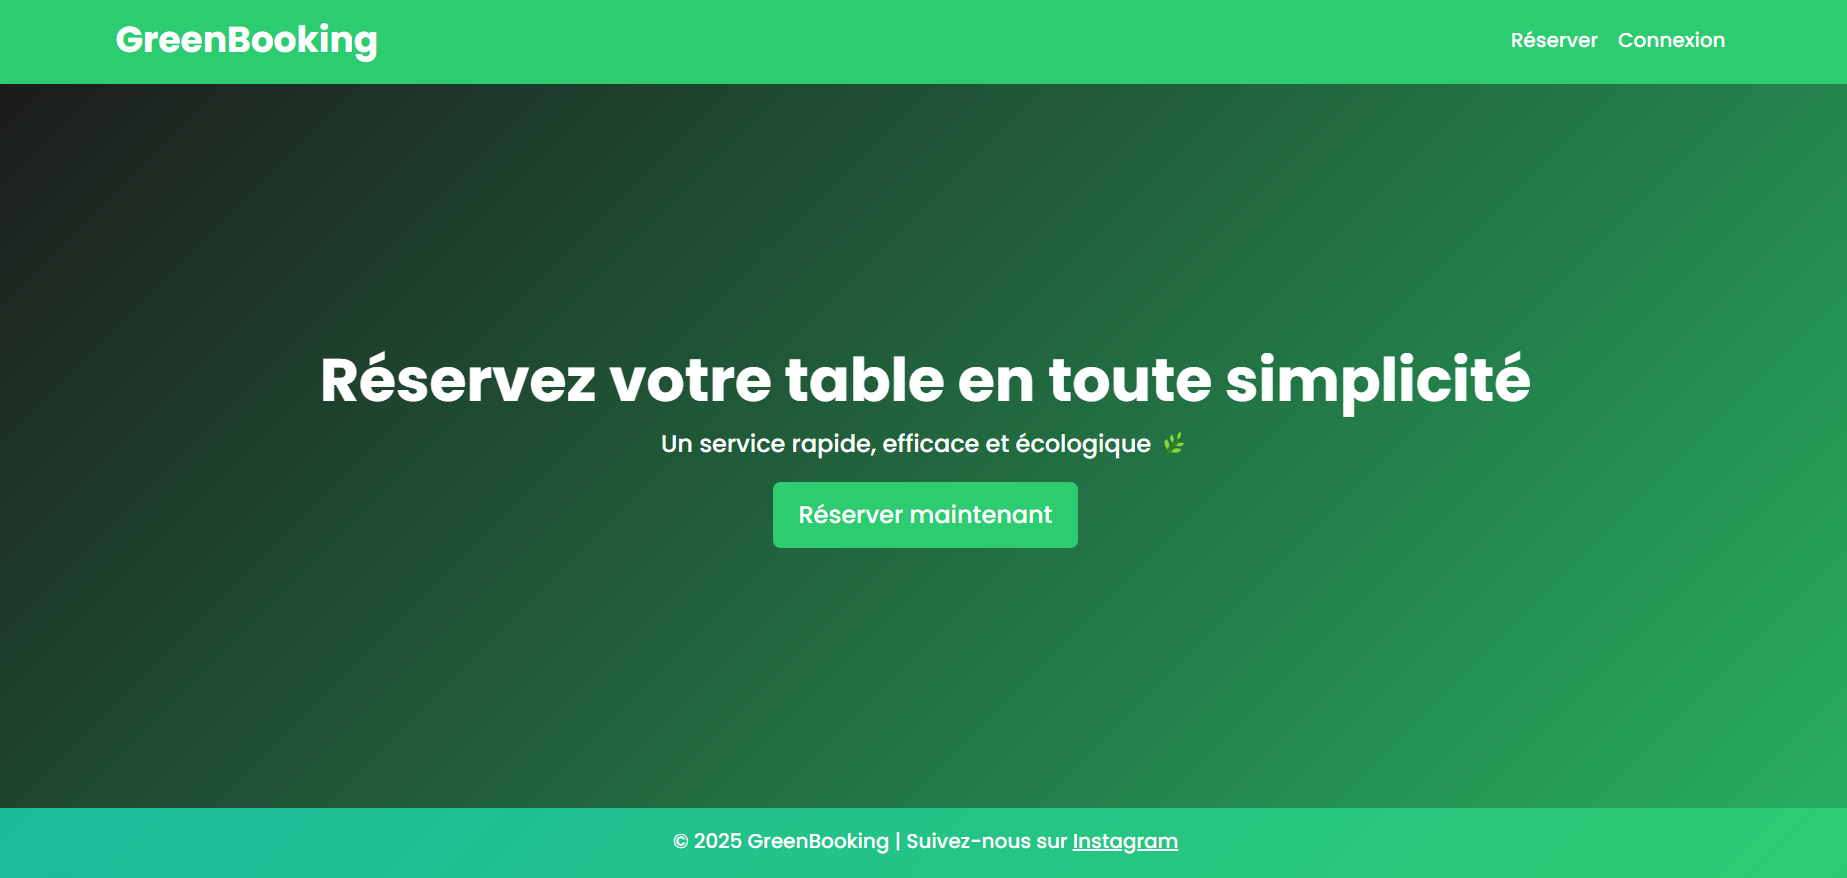 GreenBooking
Réserver Connexion
Réservez votre table en toute simplicité
Un service rapide, efficace et écologique 🌿
Réserver maintenant
© 2025 GreenBooking | Suivez-nous sur Instagram